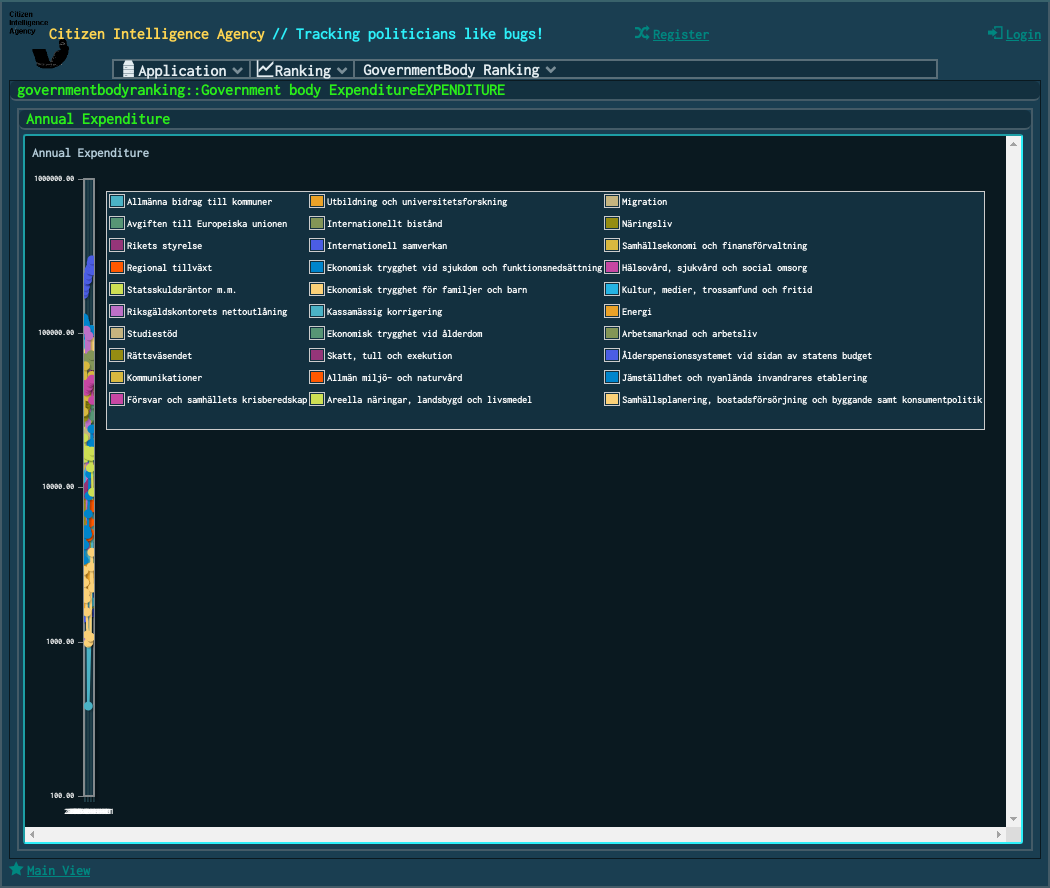 Citizen
Intelligence
Agency
Citizen Intelligence Agency // Tracking politicians like bugs!
Register
Login
Application
Ranking
GovernmentBody Ranking
governmentbodyranking::Government body ExpenditureEXPENDITURE
Annual Expenditure
Annual Expenditure
1000000.00
100000.00
10000.00
1000.00
100.00
Allmänna bidrag till kommuner
Utbildning och universitetsforskning
Migration
Avgiften till Europeiska unionen
Internationellt bistånd
Näringsliv
Rikets styrelse
Internationell samverkan
Samhällsekonomi och finansförvaltning
Regional tillväxt
Ekonomisk trygghet vid sjukdom och funktionsnedsättning
Hälsovård, sjukvård och social omsorg
Statsskuldsräntor m.m.
Ekonomisk trygghet för familjer och barn
Kultur, medier, trossamfund och fritid
Riksgäldskontorets nettoutlåning
Kassamässig korrigering
Energi
Studiestöd
Ekonomisk trygghet vid ålderdom
Arbetsmarknad och arbetsliv
Rättsväsendet
Skatt, tull och exekution
Ålderspensionssystemet vid sidan av statens budget
Kommunikationer
Allmän miljö- och naturvård
Jämställdhet och nyanlända invandrares etablering
Försvar och samhällets krisberedskap
Areella näringar, landsbygd och livsmedel
Samhällsplanering, bostadsförsörjning och byggande samt konsumentpolitik
Main View